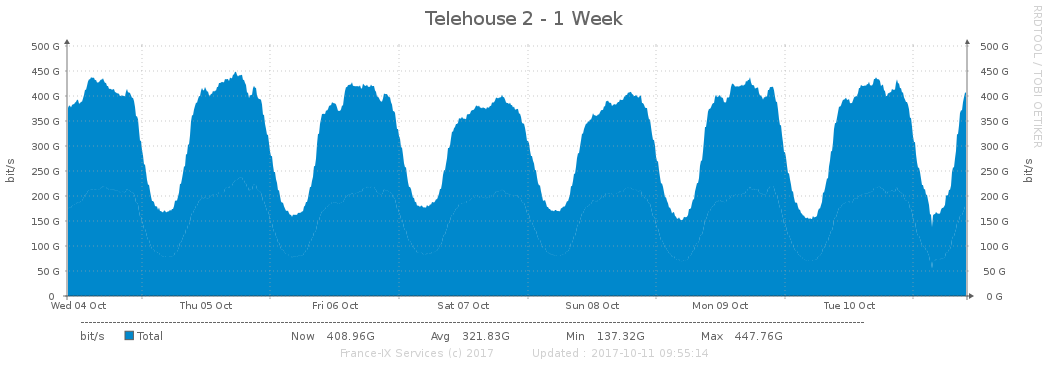 Telehouse 2 - 1 Week
RRDTOOL / TOBI OETIKER
bit/s
bit/s
500 G 500 G
450 G 450 G
400 G 400 G
350 G 350 G
300 G 300 G
250 G 250 G
200 G 200 G
150 G 150 G
100 G 100 G
50 G 50 G
0 0 G
Wed 04 Oct Thu 05 Oct Fri 06 Oct Sat 07 Oct Sun 08 Oct Mon 09 Oct Tue 10 Oct
bit/s Total Now 408.96G Avg 321.83G Min 137.32G Max 447.76G
France-IX Services (c) 2017 Updated : 2017-10-11 09:55:14